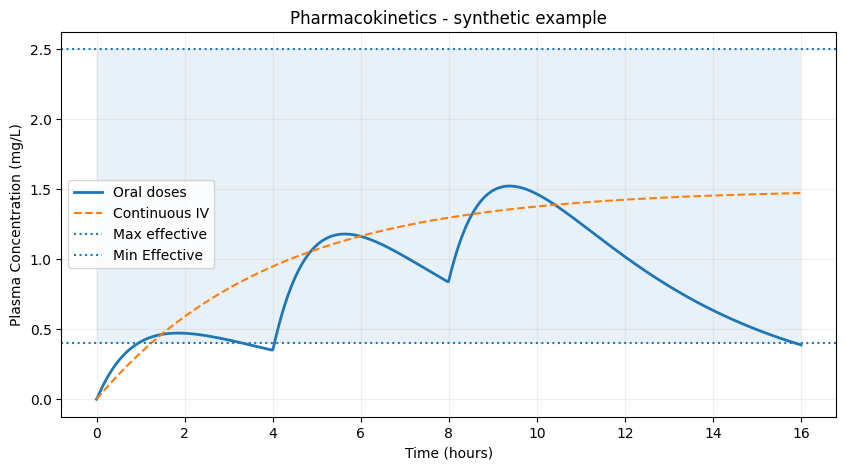 Pharmacokinetics - synthetic example
Plasma Concentration (mg/L)
2.5
2.0
1.5
1.0
0.5
0.0
Oral doses
Continuous IV
Max effective
Min Effective
0 2 4 6 8 10 12 14 16
Time (hours)